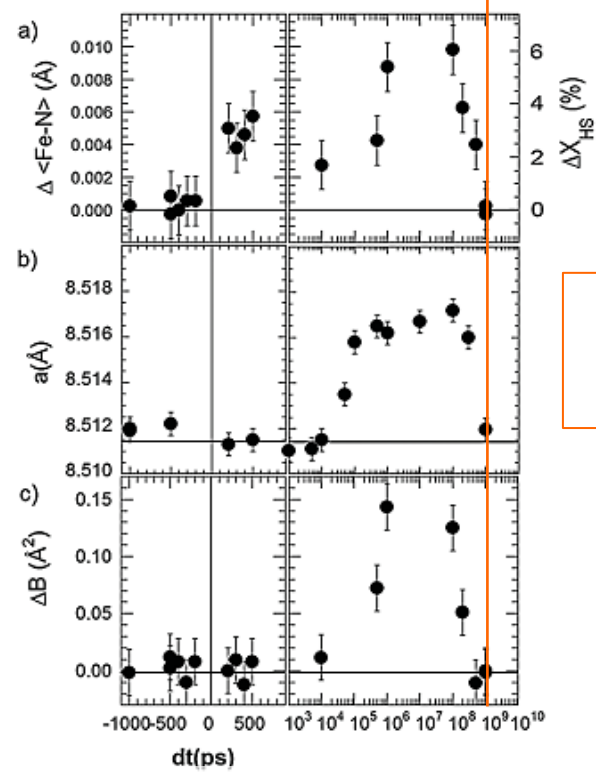 a)
Δ <Fe-N> (Å)
0.010
0.008
0.006
0.004
0.002
0.000
6
4
2
0
ΔX_HS (%)
b)
a(Å)
8.518
8.516
8.514
8.512
8.510
c)
ΔB (Å²)
0.15
0.10
0.05
0.00
-1000 -500 0 500 10³ 10⁴ 10⁵ 10⁶ 10⁷ 10⁸ 10⁹ 10¹⁰
dt(ps)